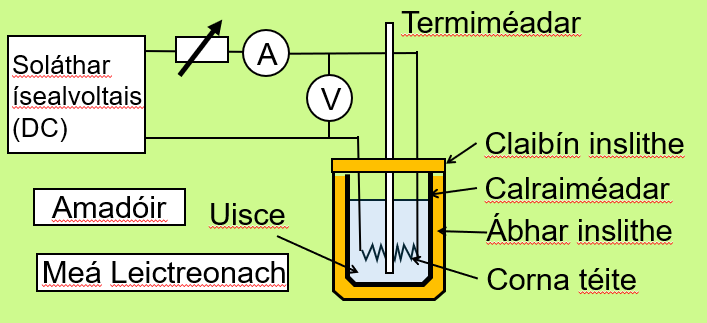 Termiméadar
Soláthar
ísealvoltais
(DC)
A
V
Claibín inslithe
Calraiméadar
Amadóir
Uisce
Ábhar inslithe
Meá Leictreonach
Corna téite